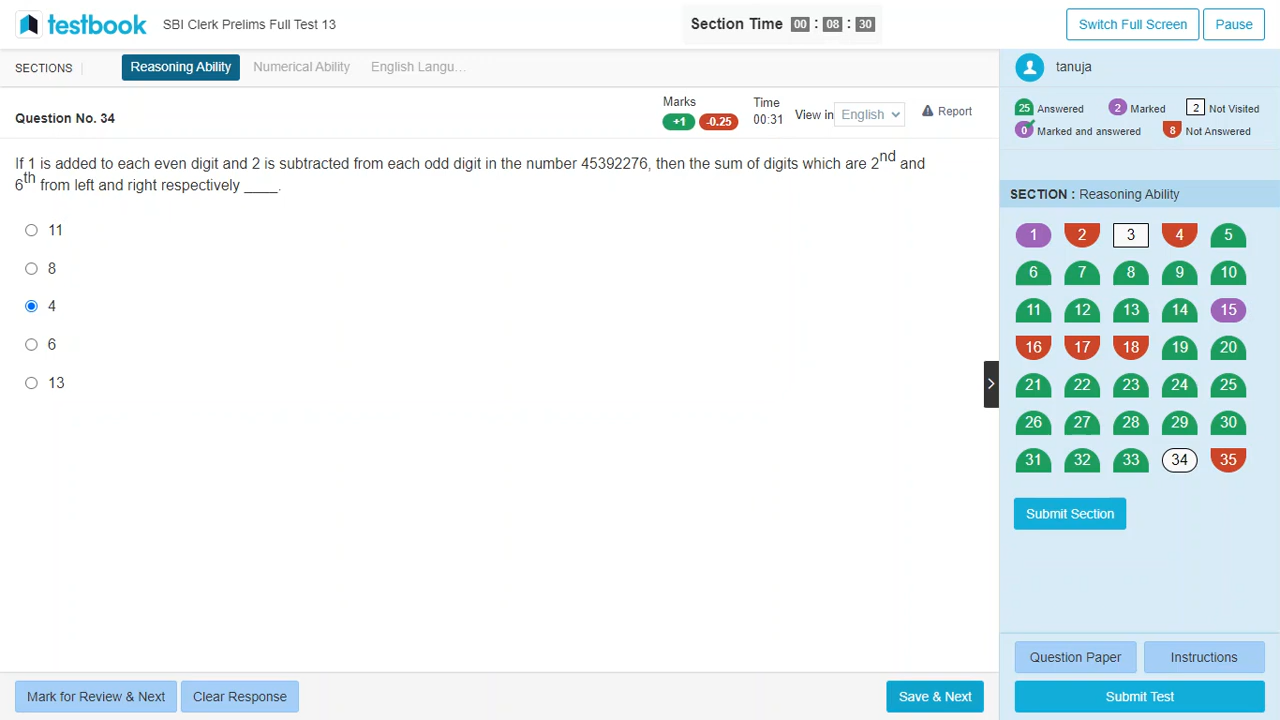 testbook SBI Clerk Prelims Full Test 13 Section Time 00 : 08 : 30 Switch Full Screen Pause
SECTIONS Reasoning Ability Numerical Ability English Langu... tanuja
Question No. 34 Marks +1 -0.25 Time 00:31 View in English Report
25 Answered 2 Marked 2 Not Visited
0 Marked and answered 8 Not Answered
If 1 is added to each even digit and 2 is subtracted from each odd digit in the number 45392276, then the sum of digits which are 2nd and
6th from left and right respectively ____.
11
8
4
6
13
SECTION : Reasoning Ability
1 2 3 4 5
6 7 8 9 10
11 12 13 14 15
16 17 18 19 20
21 22 23 24 25
26 27 28 29 30
31 32 33 34 35
Submit Section
Question Paper Instructions
Mark for Review & Next Clear Response Save & Next Submit Test